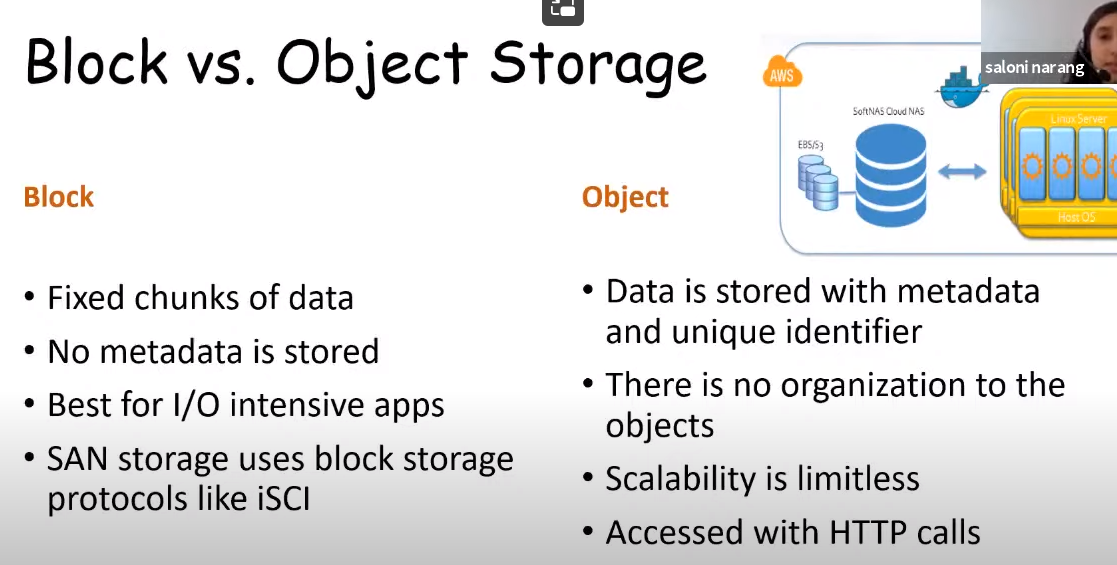 Block vs. Object Storage
saloni narang
AWS
SoftNAS Cloud NAS
EBS/S3
Linux Server
Host OS
Block
• Fixed chunks of data
• No metadata is stored
• Best for I/O intensive apps
• SAN storage uses block storage
protocols like iSCI
Object
• Data is stored with metadata
and unique identifier
• There is no organization to the
objects
• Scalability is limitless
• Accessed with HTTP calls